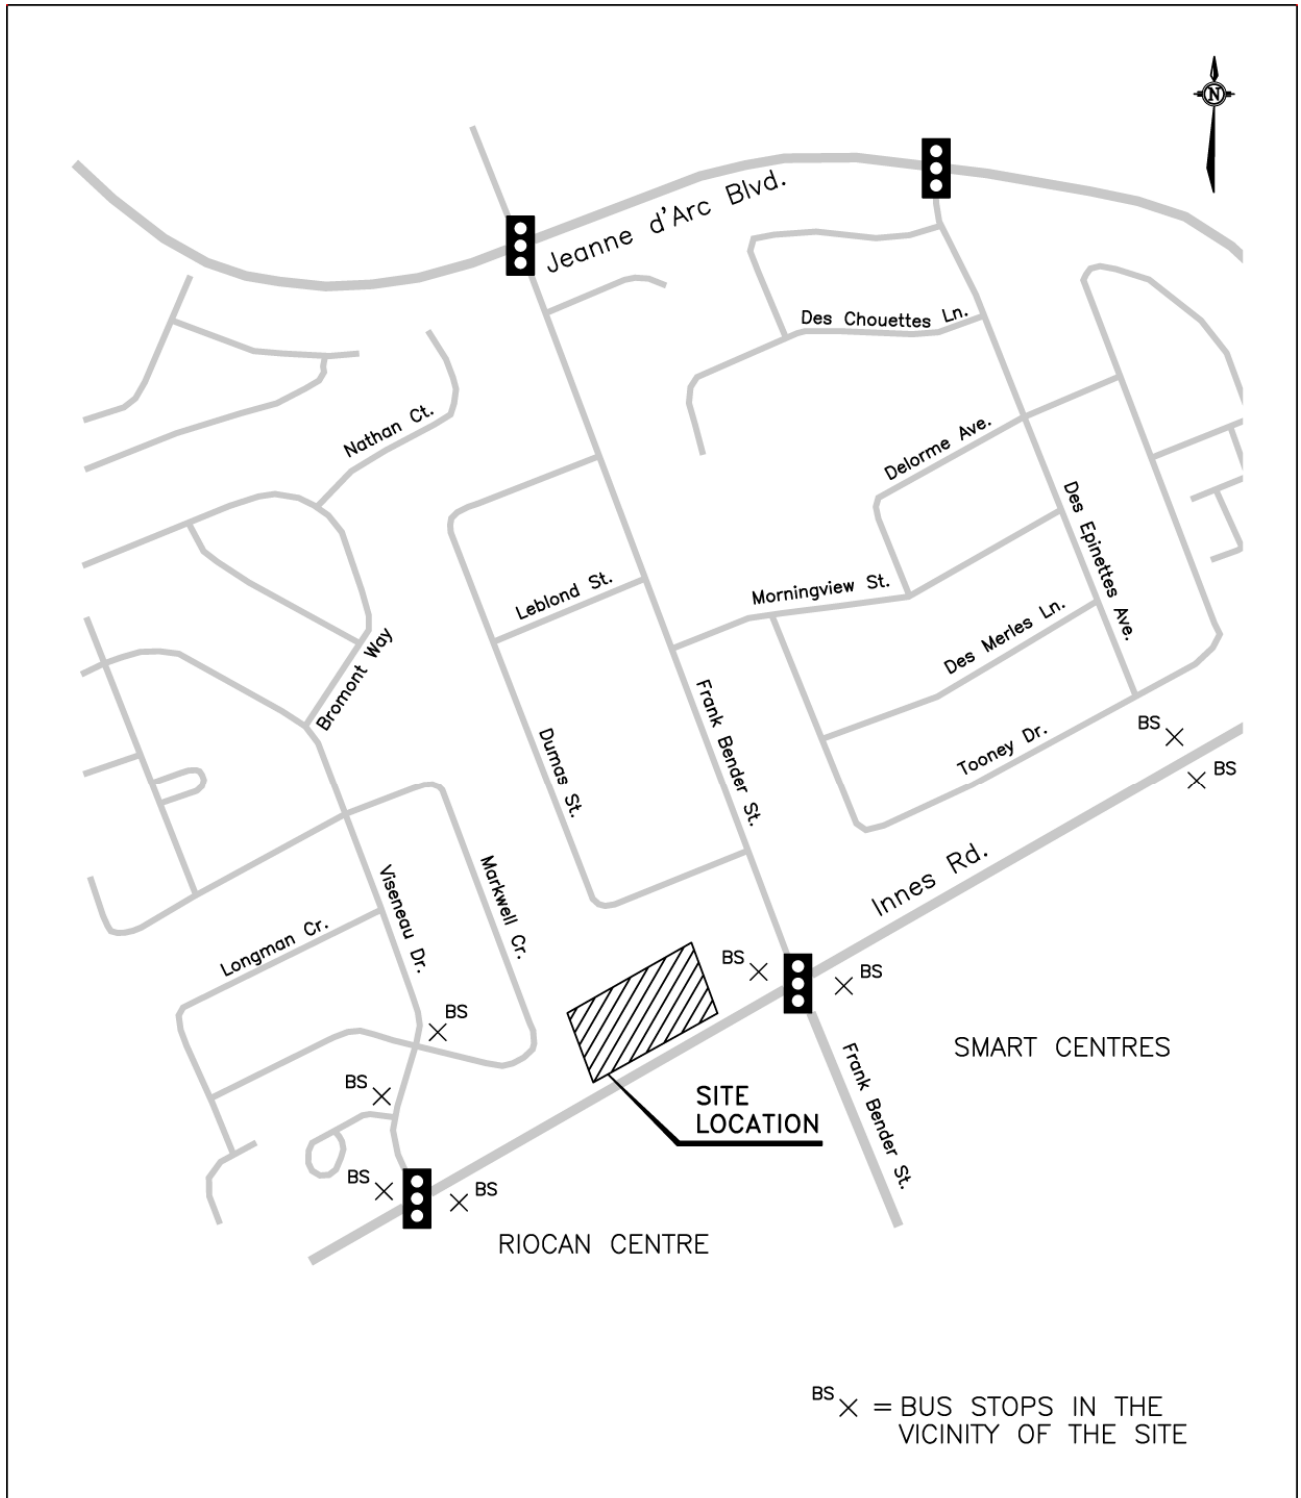 N
Jeanne d'Arc Blvd.
Des Chouettes Ln.
Nathan Ct.
Delorme Ave.
Des Epinettes Ave.
Leblond St.
Morningview St.
Des Merles Ln.
Bromont Way
Frank Bender St.
Dumas St.
Tooney Dr.
BS
BS
Innes Rd.
Viseneau Dr.
Markwell Cr.
Longman Cr.
BS
BS
BS
SMART CENTRES
Frank Bender St.
BS
SITE
LOCATION
BS
BS
RIOCAN CENTRE
BS = BUS STOPS IN THE
VICINITY OF THE SITE